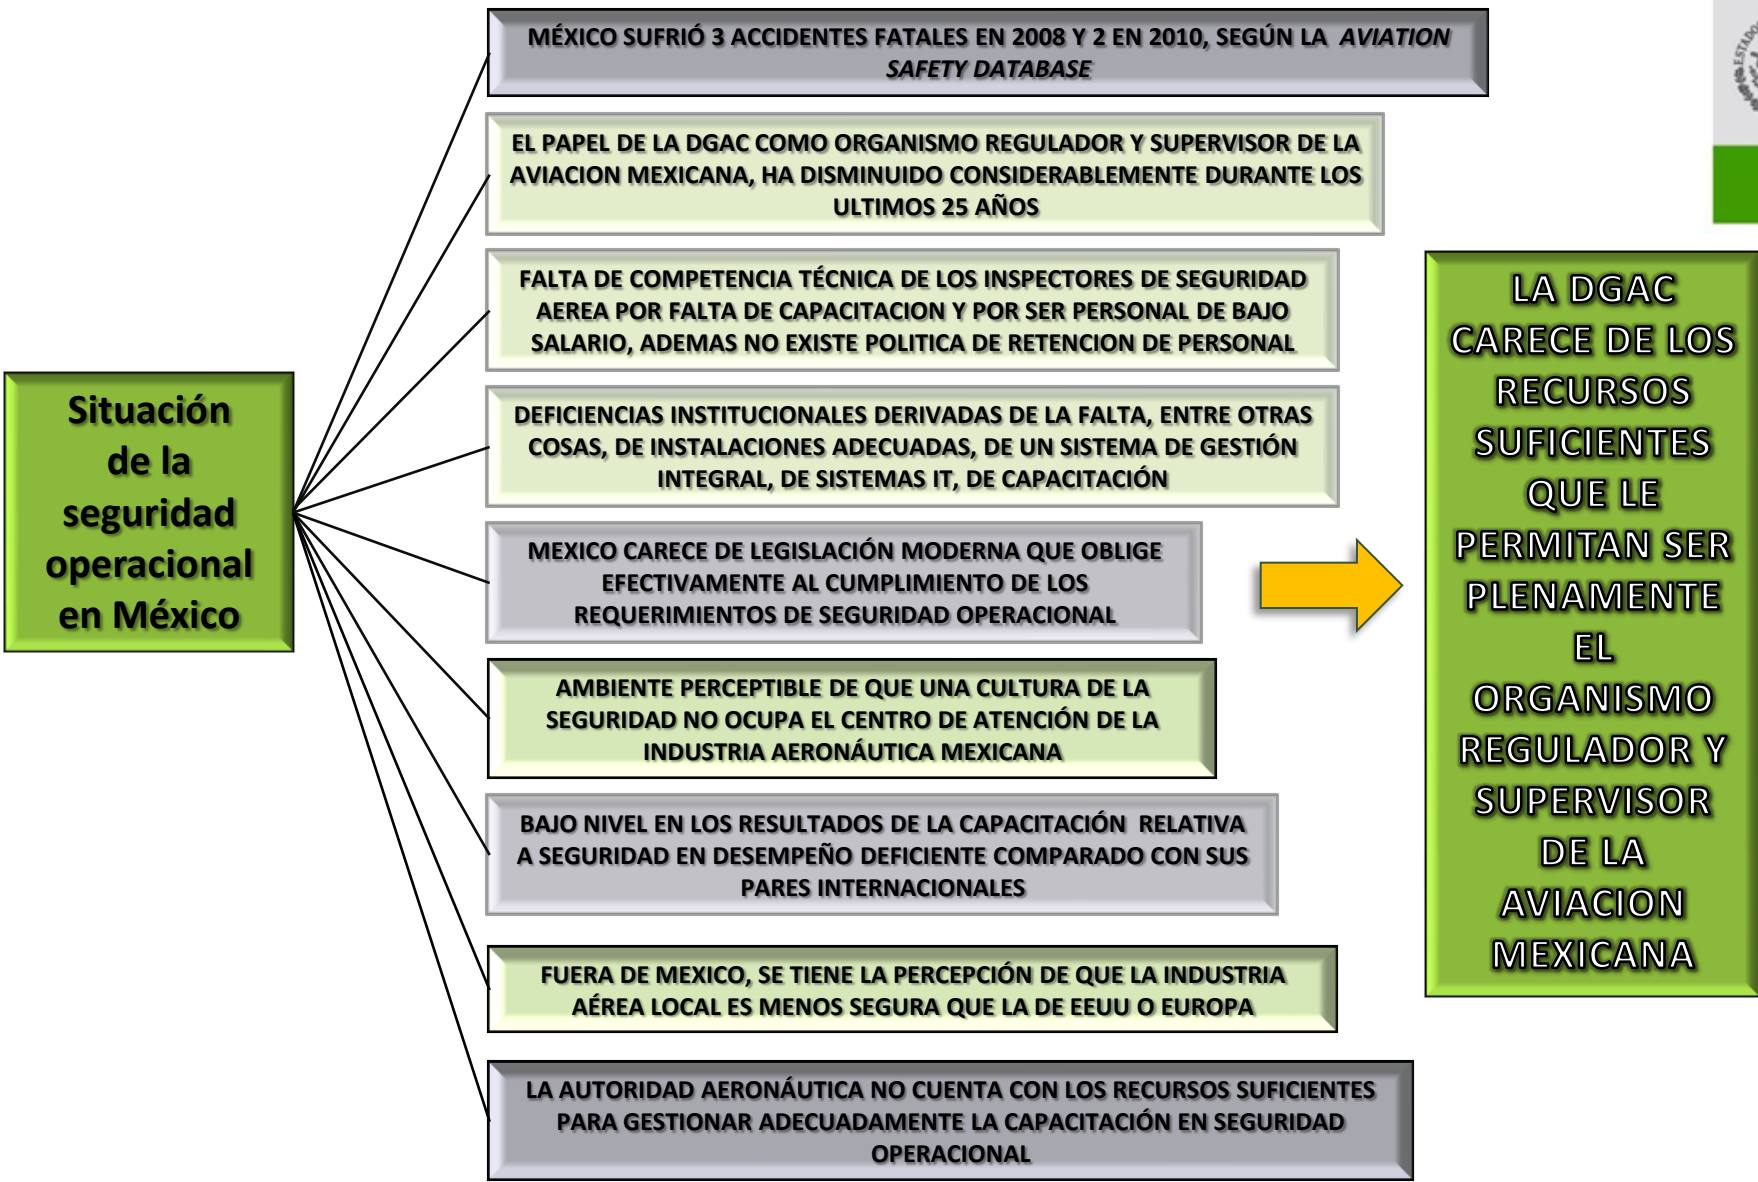 MÉXICO SUFRIÓ 3 ACCIDENTES FATALES EN 2008 Y 2 EN 2010, SEGÚN LA AVIATION
SAFETY DATABASE
EL PAPEL DE LA DGAC COMO ORGANISMO REGULADOR Y SUPERVISOR DE LA
AVIACION MEXICANA, HA DISMINUIDO CONSIDERABLEMENTE DURANTE LOS
ULTIMOS 25 AÑOS
FALTA DE COMPETENCIA TÉCNICA DE LOS INSPECTORES DE SEGURIDAD
AEREA POR FALTA DE CAPACITACION Y POR SER PERSONAL DE BAJO
SALARIO, ADEMAS NO EXISTE POLITICA DE RETENCION DE PERSONAL
Situación
de la
seguridad
operacional
en México
DEFICIENCIAS INSTITUCIONALES DERIVADAS DE LA FALTA, ENTRE OTRAS
COSAS, DE INSTALACIONES ADECUADAS, DE UN SISTEMA DE GESTIÓN
INTEGRAL, DE SISTEMAS IT, DE CAPACITACIÓN
MEXICO CARECE DE LEGISLACIÓN MODERNA QUE OBLIGE
EFECTIVAMENTE AL CUMPLIMIENTO DE LOS
REQUERIMIENTOS DE SEGURIDAD OPERACIONAL
AMBIENTE PERCEPTIBLE DE QUE UNA CULTURA DE LA
SEGURIDAD NO OCUPA EL CENTRO DE ATENCIÓN DE LA
INDUSTRIA AERONÁUTICA MEXICANA
BAJO NIVEL EN LOS RESULTADOS DE LA CAPACITACIÓN RELATIVA
A SEGURIDAD EN DESEMPEÑO DEFICIENTE COMPARADO CON SUS
PARES INTERNACIONALES
FUERA DE MEXICO, SE TIENE LA PERCEPCIÓN DE QUE LA INDUSTRIA
AÉREA LOCAL ES MENOS SEGURA QUE LA DE EEUU O EUROPA
LA AUTORIDAD AERONÁUTICA NO CUENTA CON LOS RECURSOS SUFICIENTES
PARA GESTIONAR ADECUADAMENTE LA CAPACITACIÓN EN SEGURIDAD
OPERACIONAL
LA DGAC
CARECE DE LOS
RECURSOS
SUFICIENTES
QUE LE
PERMITAN SER
PLENAMENTE
EL
ORGANISMO
REGULADOR Y
SUPERVISOR
DE LA
AVIACION
MEXICANA